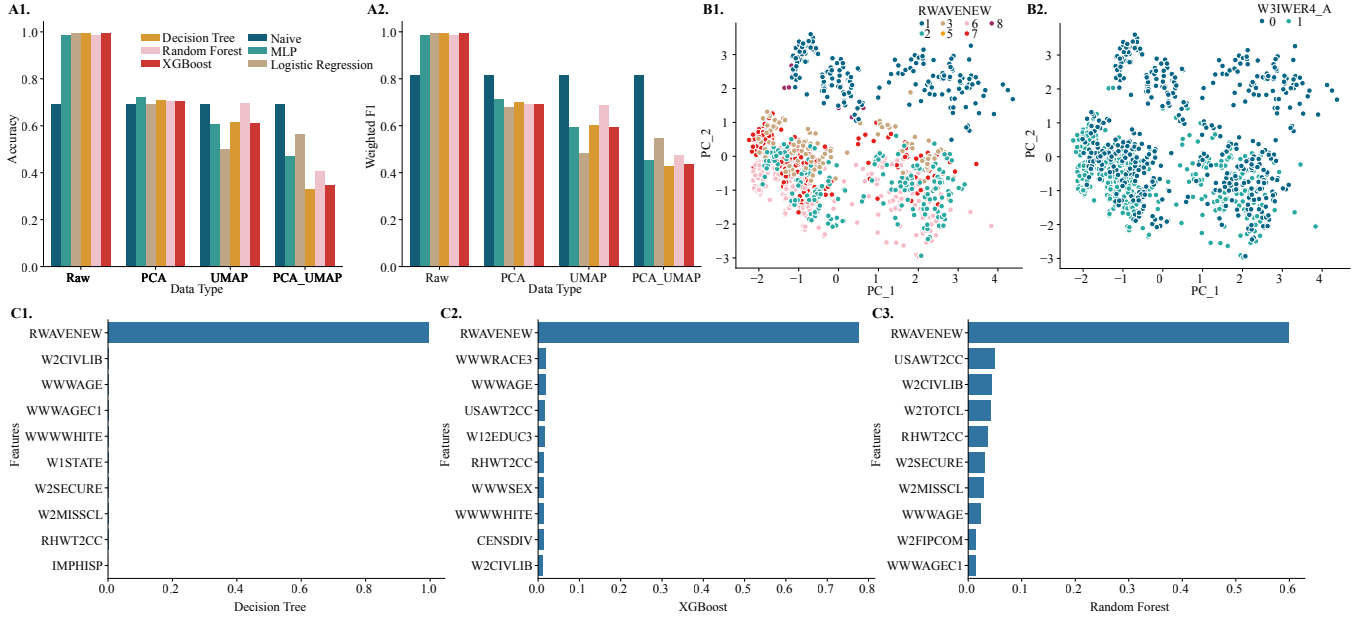 A1.
1.0
0.8
0.6
0.4
0.2
0.0
Accuracy
Decision Tree
Random Forest
XGBoost
Naive
MLP
Logistic Regression
Raw
PCA
UMAP
PCA_UMAP
Data Type
A2.
1.0
0.8
0.6
0.4
0.2
0.0
Weighted F1
Raw
PCA
UMAP
PCA_UMAP
Data Type
B1.
RWAVENEW
1 3 6 8
2 5 7
3
2
1
0
−1
−2
−3
PC_2
−2 −1 0 1 2 3 4
PC_1
B2.
W3IWER4_A
0 1
3
2
1
0
−1
−2
−3
PC_2
−2 −1 0 1 2 3 4
PC_1
C1.
RWAVENEW
W2CIVLIB
WWWAGE
WWWAGEC1
WWWWHITE
W1STATE
W2SECURE
W2MISSCL
RHWT2CC
IMPHISP
Features
0.0 0.2 0.4 0.6 0.8 1.0
Decision Tree
C2.
RWAVENEW
WWWRACE3
WWWAGE
USAWT2CC
W12EDUC3
RHWT2CC
WWWSEX
WWWWHITE
CENSDIV
W2CIVLIB
Features
0.0 0.1 0.2 0.3 0.4 0.5 0.6 0.7 0.8
XGBoost
C3.
RWAVENEW
USAWT2CC
W2CIVLIB
W2TOTCL
RHWT2CC
W2SECURE
W2MISSCL
WWWAGE
W2FIPCOM
WWWAGEC1
Features
0.0 0.1 0.2 0.3 0.4 0.5 0.6
Random Forest